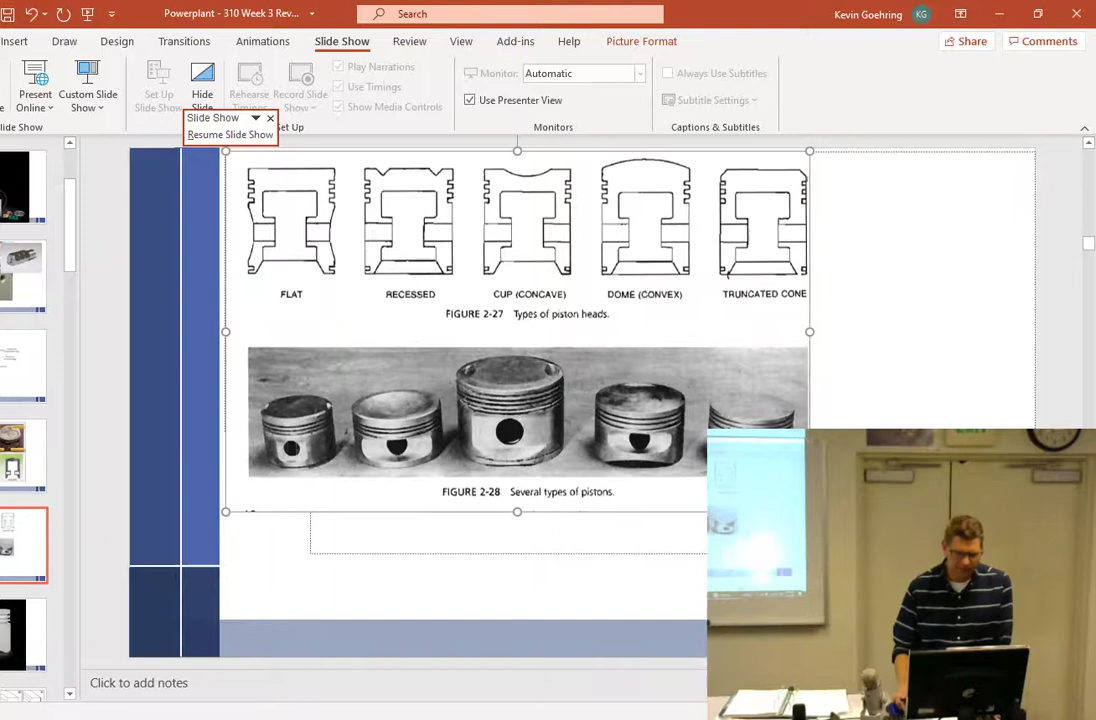 Powerplant - 310 Week 3 Rev...
Search
Kevin Goehring
KG
Insert
Draw
Design
Transitions
Animations
Slide Show
Review
View
Add-ins
Help
Picture Format
Share
Comments
Present Online
Custom Slide Show
Set Up Slide Show
Hide Slide
Rehearse Timings
Record Slide Show
Play Narrations
Use Timings
Show Media Controls
Monitor:
Automatic
Use Presenter View
Always Use Subtitles
Subtitle Settings
Slide Show
Resume Slide Show
lide Show
et Up
Monitors
Captions & Subtitles
FLAT
RECESSED
CUP (CONCAVE)
DOME (CONVEX)
TRUNCATED CONE
FIGURE 2-27 Types of piston heads.
FIGURE 2-28 Several types of pistons.
Click to add notes